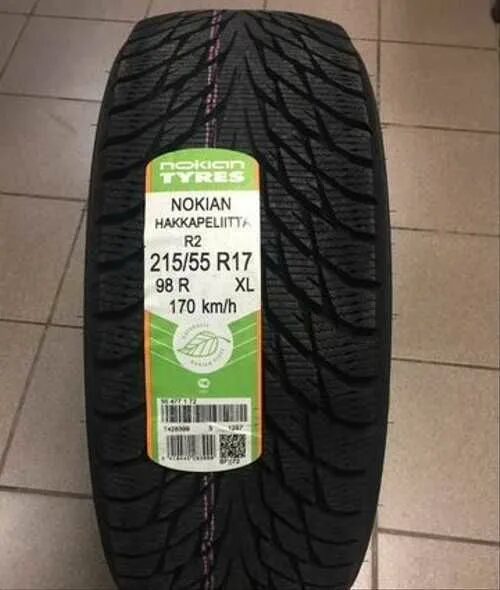 nokian
TYRES
NOKIAN
HAKKAPELIITTA
R2
215/55 R17
98 R XL
170 km/h